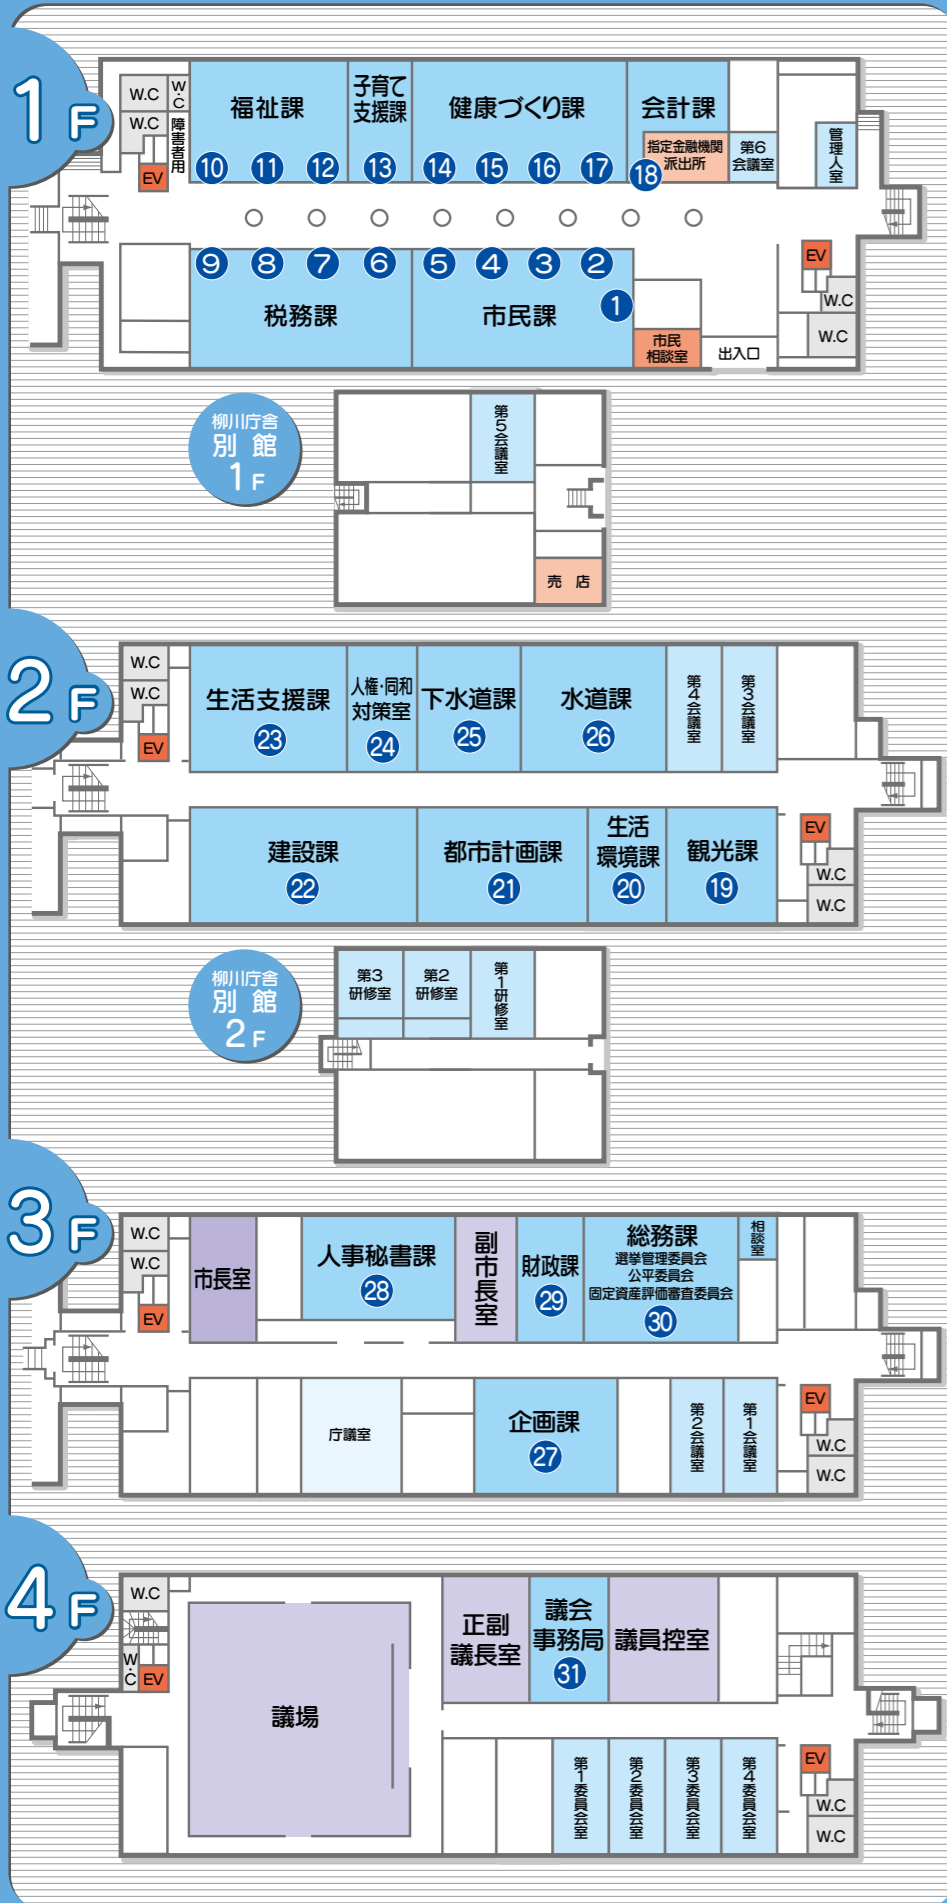 1F
W.C
W.C
W.C
障害者用
EV
福祉課
10
11
12
子育て
支援課
13
健康づくり課
14
15
16
17
会計課
指定金融機関
派出所
18
第6
会議室
管理人室
9
8
7
6
税務課
5
4
3
2
1
市民課
市民
相談室
出入口
EV
W.C
W.C
柳川庁舎
別館
1F
第5会議室
売店
2F
W.C
W.C
EV
生活支援課
23
人権・同和
対策室
24
下水道課
25
水道課
26
第4会議室
第3会議室
建設課
22
都市計画課
21
生活
環境課
20
観光課
19
EV
W.C
W.C
柳川庁舎
別館
2F
第3
研修室
第2
研修室
第1研修室
3F
W.C
W.C
EV
市長室
人事秘書課
28
副市長室
財政課
29
総務課
選挙管理委員会
公平委員会
固定資産評価審査委員会
30
相談室
庁議室
企画課
27
第2会議室
第1会議室
EV
W.C
W.C
4F
W.C
W.C
EV
議場
正副
議長室
議会
事務局
31
議員控室
第1委員会室
第2委員会室
第3委員会室
第4委員会室
EV
W.C
W.C